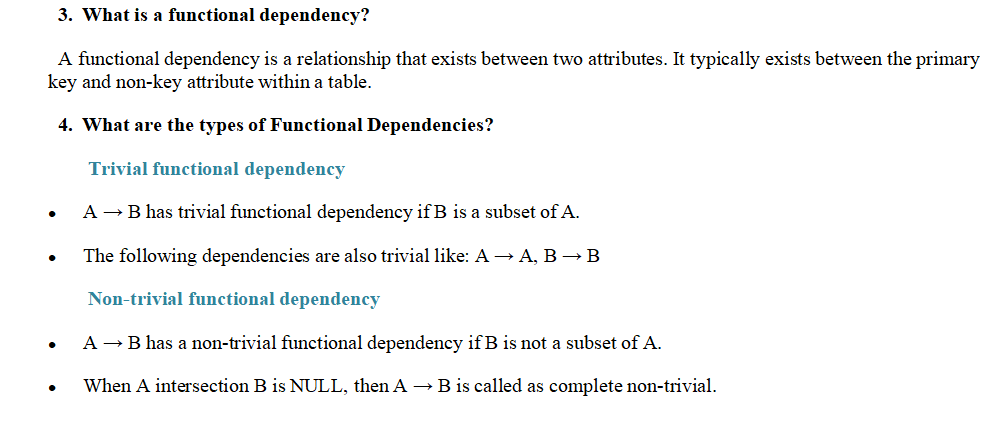 3. What is a functional dependency?
A functional dependency is a relationship that exists between two attributes. It typically exists between the primary
key and non-key attribute within a table.
4. What are the types of Functional Dependencies?
Trivial functional dependency
• A → B has trivial functional dependency if B is a subset of A.
• The following dependencies are also trivial like: A → A, B → B
Non-trivial functional dependency
• A → B has a non-trivial functional dependency if B is not a subset of A.
• When A intersection B is NULL, then A → B is called as complete non-trivial.